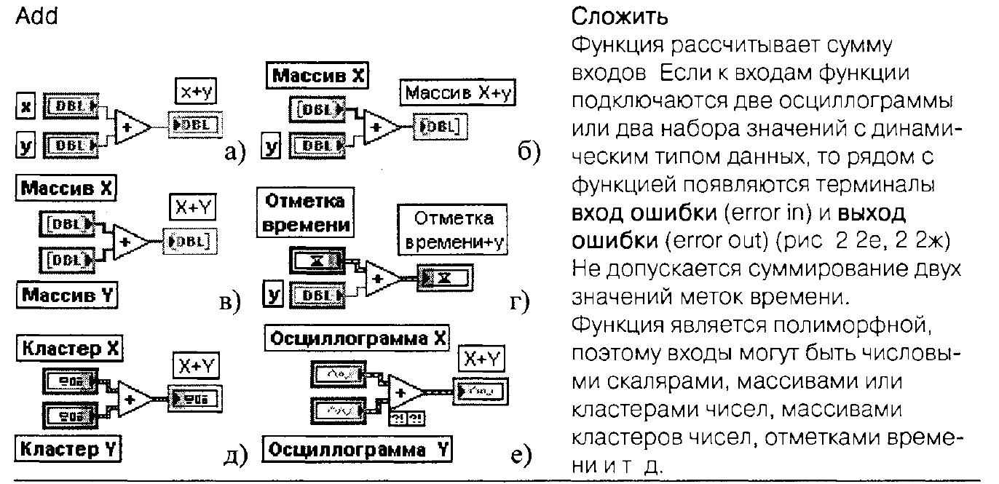 Add
x
DBL
y
DBL
x+y
DBL
а)
Массив X
[DBL
y
DBL
Массив X+y
[DBL]
б)
Массив X
[DBL
[DBL
Массив Y
X+Y
[DBL]
в)
Отметка
времени
y
DBL
Отметка
времени+y
г)
Кластер X
Кластер Y
X+Y
д)
Осциллограмма X
?! ?!
Осциллограмма Y
X+Y
е)
Сложить
Функция рассчитывает сумму
входов Если к входам функции
подключаются две осциллограммы
или два набора значений с динами-
ческим типом данных, то рядом с
функцией появляются терминалы
вход ошибки (error in) и выход
ошибки (error out) (рис 2 2е, 2 2ж)
Не допускается суммирование двух
значений меток времени.
Функция является полиморфной,
поэтому входы могут быть числовы-
ми скалярами, массивами или
кластерами чисел, массивами
кластеров чисел, отметками време-
ни и т д.